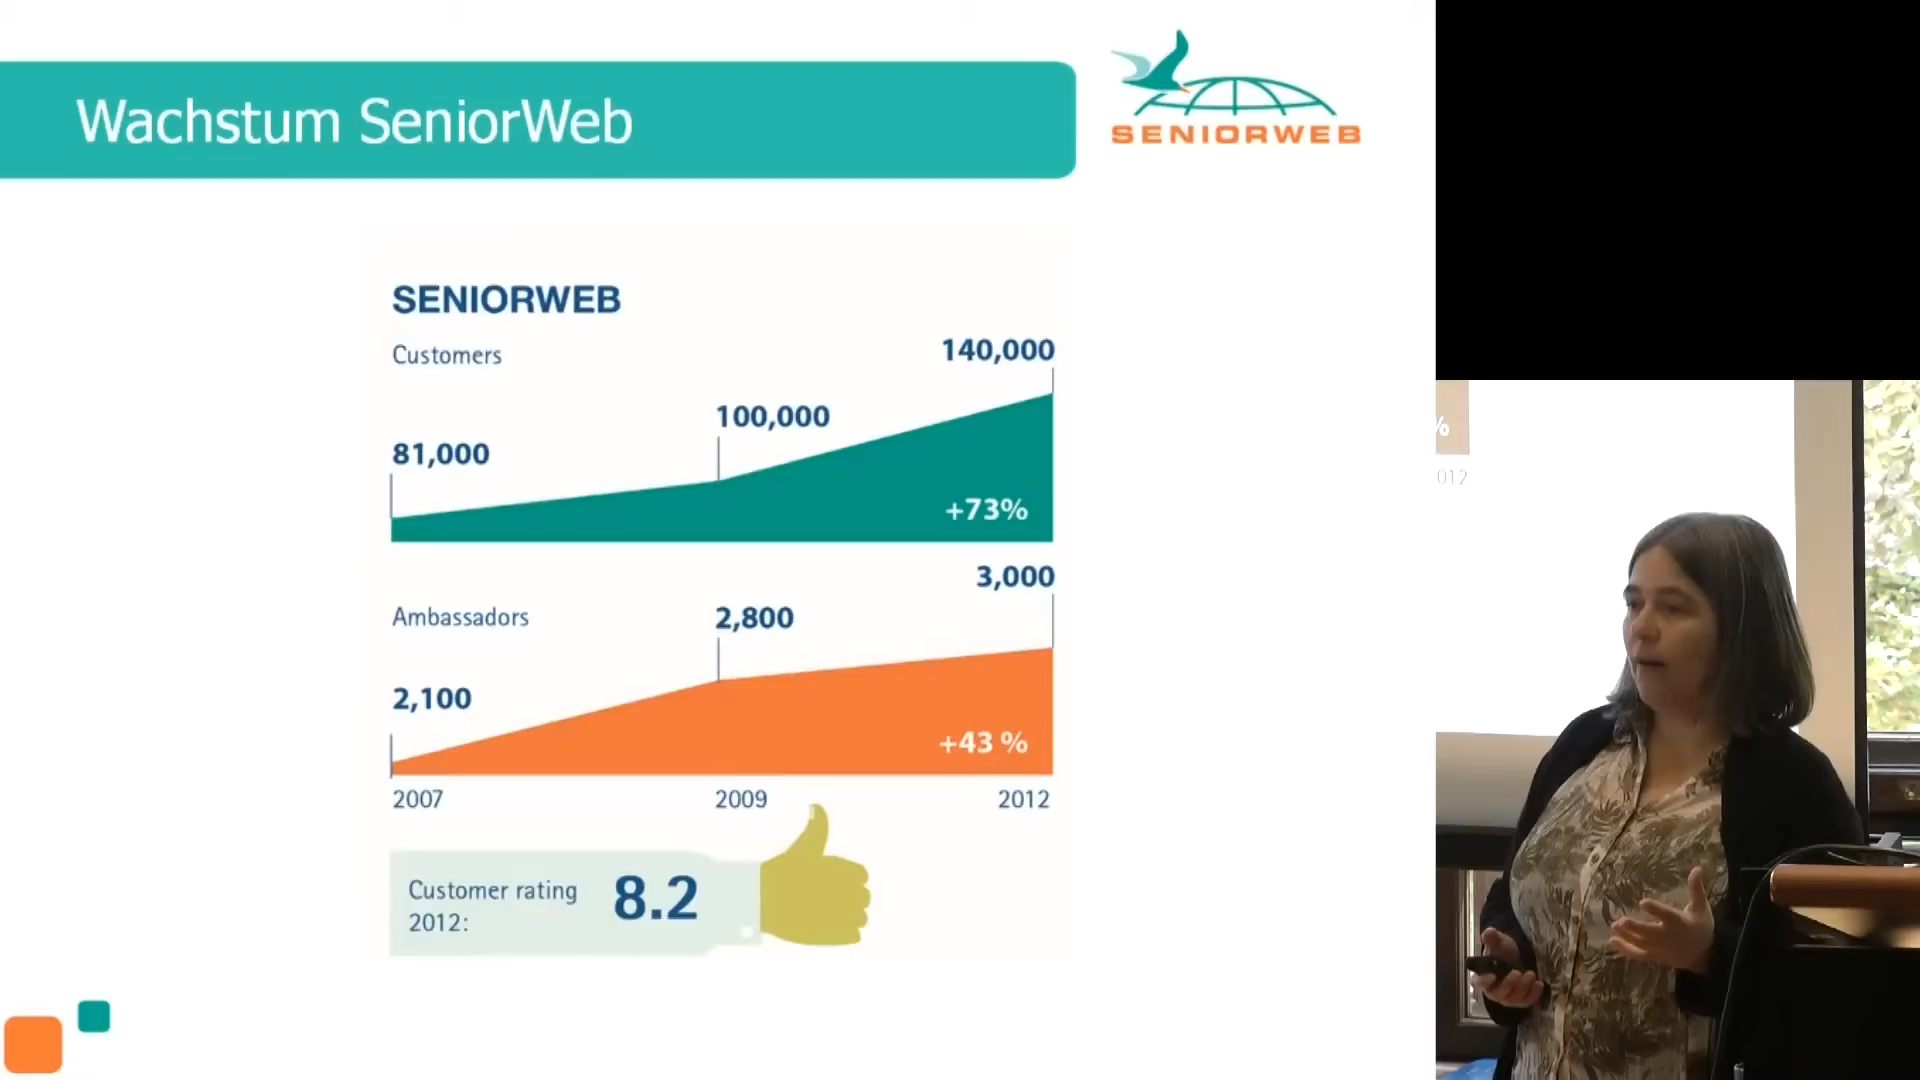 Wachstum SeniorWeb
SENIORWEB
SENIORWEB
Customers
140,000
100,000
81,000
+73%
3,000
Ambassadors
2,800
2,100
+43 %
2007 2009 2012
Customer rating
2012:
8.2
%
012